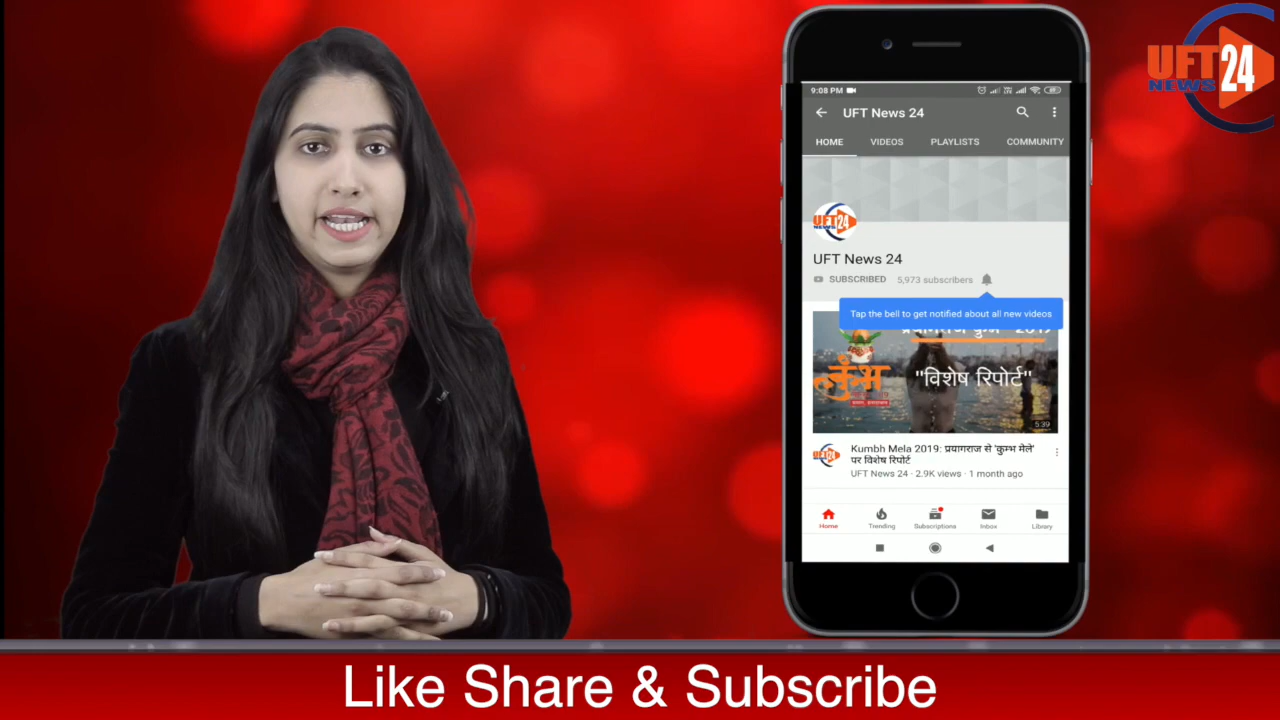 UFT 24
NEWS
9:08 PM
UFT News 24
HOME VIDEOS PLAYLISTS COMMUNITY
UFT 24
NEWS
UFT News 24
SUBSCRIBED 5,973 subscribers
Tap the bell to get notified about all new videos
प्रयागराज कुम्भ - 2019
कुंभ
"विशेष रिपोर्ट"
5:39
Kumbh Mela 2019: प्रयागराज से 'कुम्भ मेले'
पर विशेष रिपोर्ट
UFT News 24 · 2.9K views · 1 month ago
Home Trending Subscriptions Inbox Library
Like Share & Subscribe